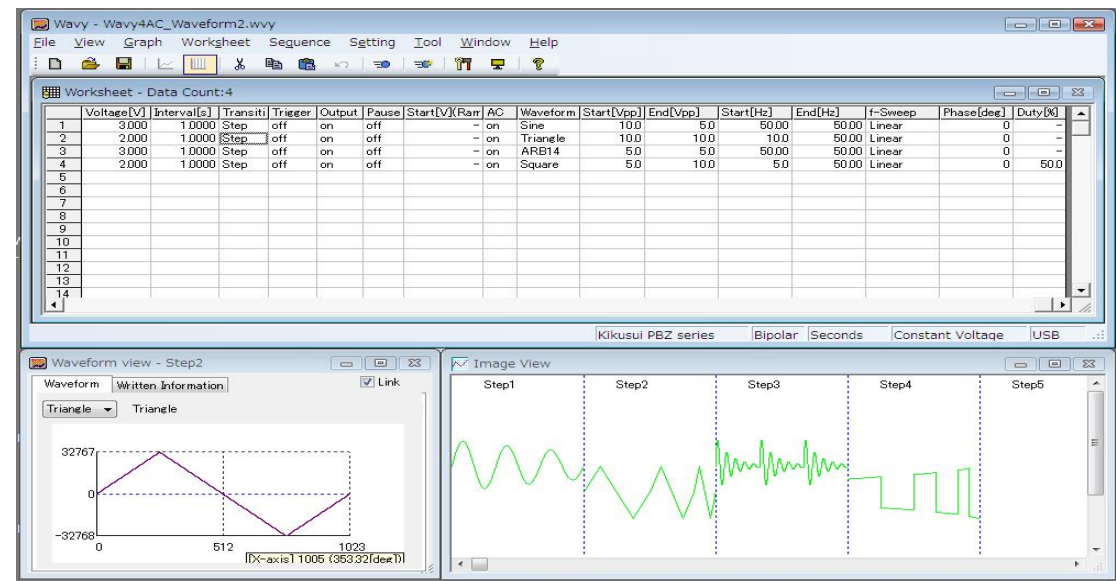 Wavy - Wavy4AC_Waveform2.wvy
File View Graph Worksheet Sequence Setting Tool Window Help
Worksheet - Data Count:4
Voltage[V] Interval[s] Transiti Trigger Output Pause Start[V](Ram AC Waveform Start[Vpp] End[Vpp] Start[Hz] End[Hz] f-Sweep Phase[deg] Duty[%]
1 3.000 1.0000 Step off on off - on Sine 10.0 5.0 50.00 50.00 Linear 0 -
2 2.000 1.0000 Step off on off - on Triangle 10.0 10.0 10.0 50.00 Linear 0 -
3 3.000 1.0000 Step off on off - on ARB14 5.0 5.0 50.00 50.00 Linear 0 -
4 2.000 1.0000 Step off on off - on Square 5.0 10.0 5.0 50.00 Linear 0 50.0
5
6
7
8
9
10
11
12
13
14
Kikusui PBZ series Bipolar Seconds Constant Voltage USB
Waveform view - Step2
Waveform Written Information Link
Triangle Triangle
32767
0
-32768
0 512 1023
[X-axis] 1005 (353.32[deg])
Image View
Step1 Step2 Step3 Step4 Step5